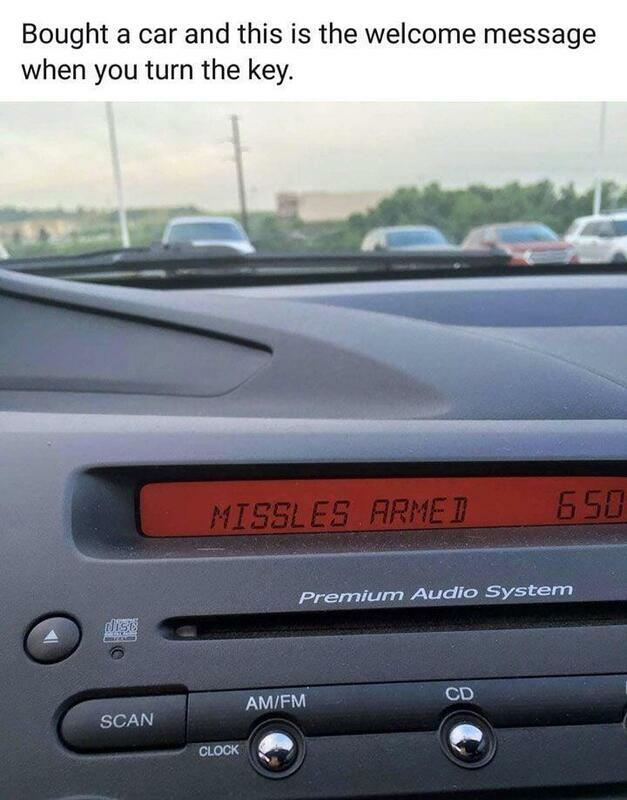 Bought a car and this is the welcome message
when you turn the key.
MISSLES ARMED 650
Premium Audio System
disc
SCAN
AM/FM
CD
CLOCK